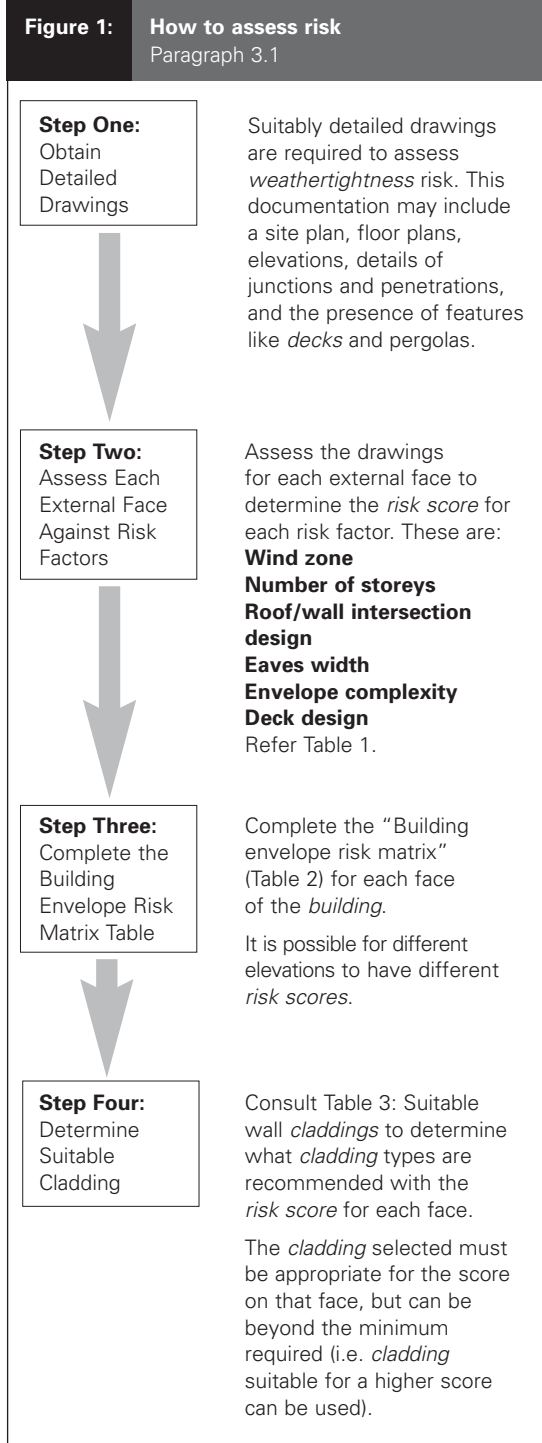 Figure 1:
How to assess risk
Paragraph 3.1
Step One:
Obtain
Detailed
Drawings
Suitably detailed drawings
are required to assess
weathertightness risk. This
documentation may include
a site plan, floor plans,
elevations, details of
junctions and penetrations,
and the presence of features
like decks and pergolas.
Step Two:
Assess Each
External Face
Against Risk
Factors
Assess the drawings
for each external face to
determine the risk score for
each risk factor. These are:
Wind zone
Number of storeys
Roof/wall intersection
design
Eaves width
Envelope complexity
Deck design
Refer Table 1.
Step Three:
Complete the
Building
Envelope Risk
Matrix Table
Complete the “Building
envelope risk matrix”
(Table 2) for each face
of the building.
It is possible for different
elevations to have different
risk scores.
Step Four:
Determine
Suitable
Cladding
Consult Table 3: Suitable
wall claddings to determine
what cladding types are
recommended with the
risk score for each face.
The cladding selected must
be appropriate for the score
on that face, but can be
beyond the minimum
required (i.e. cladding
suitable for a higher score
can be used).